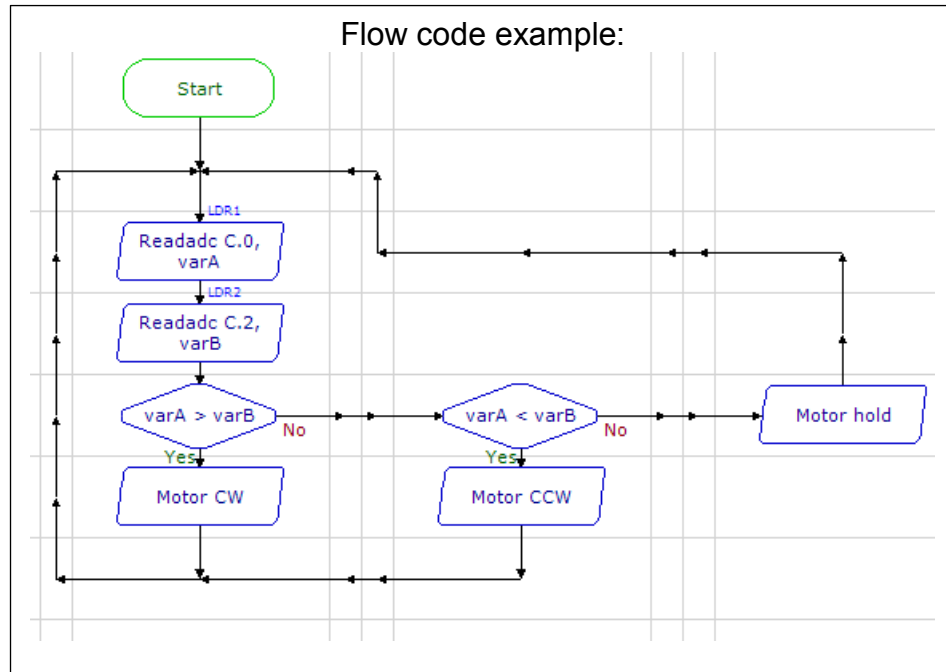 Flow code example:
Start
LDR1
Readadc C.0,
varA
LDR2
Readadc C.2,
varB
varA > varB
No
varA < varB
No
Motor hold
Yes
Yes
Motor CW
Motor CCW